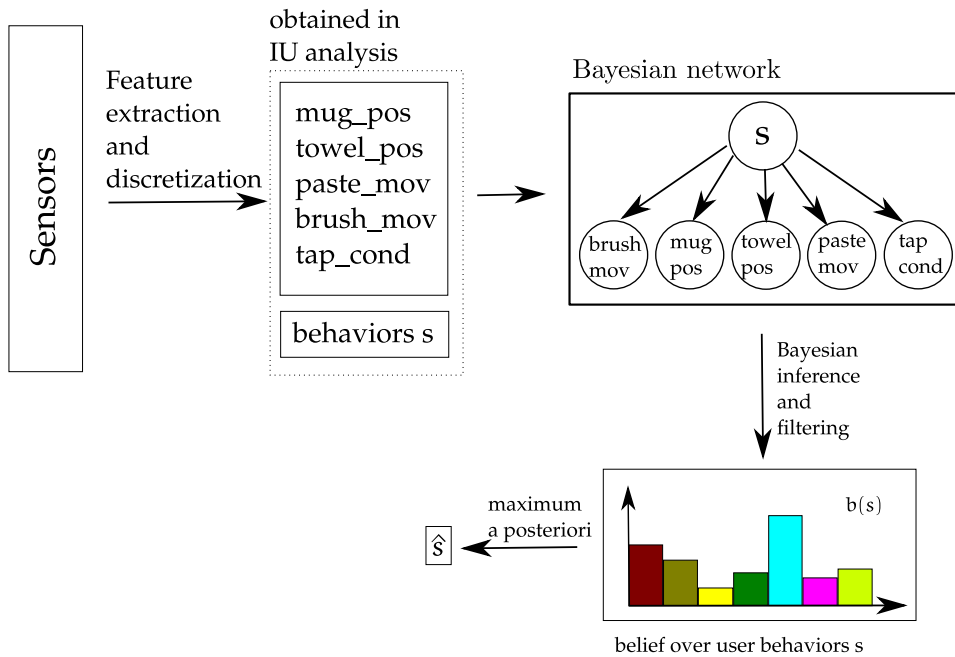 Sensors
Feature
extraction
and
discretization
obtained in
IU analysis
mug_pos
towel_pos
paste_mov
brush_mov
tap_cond
behaviors s
Bayesian network
s
brush
mov
mug
pos
towel
pos
paste
mov
tap
cond
Bayesian
inference
and
filtering
b(s)
belief over user behaviors s
maximum
a posteriori
ŝ